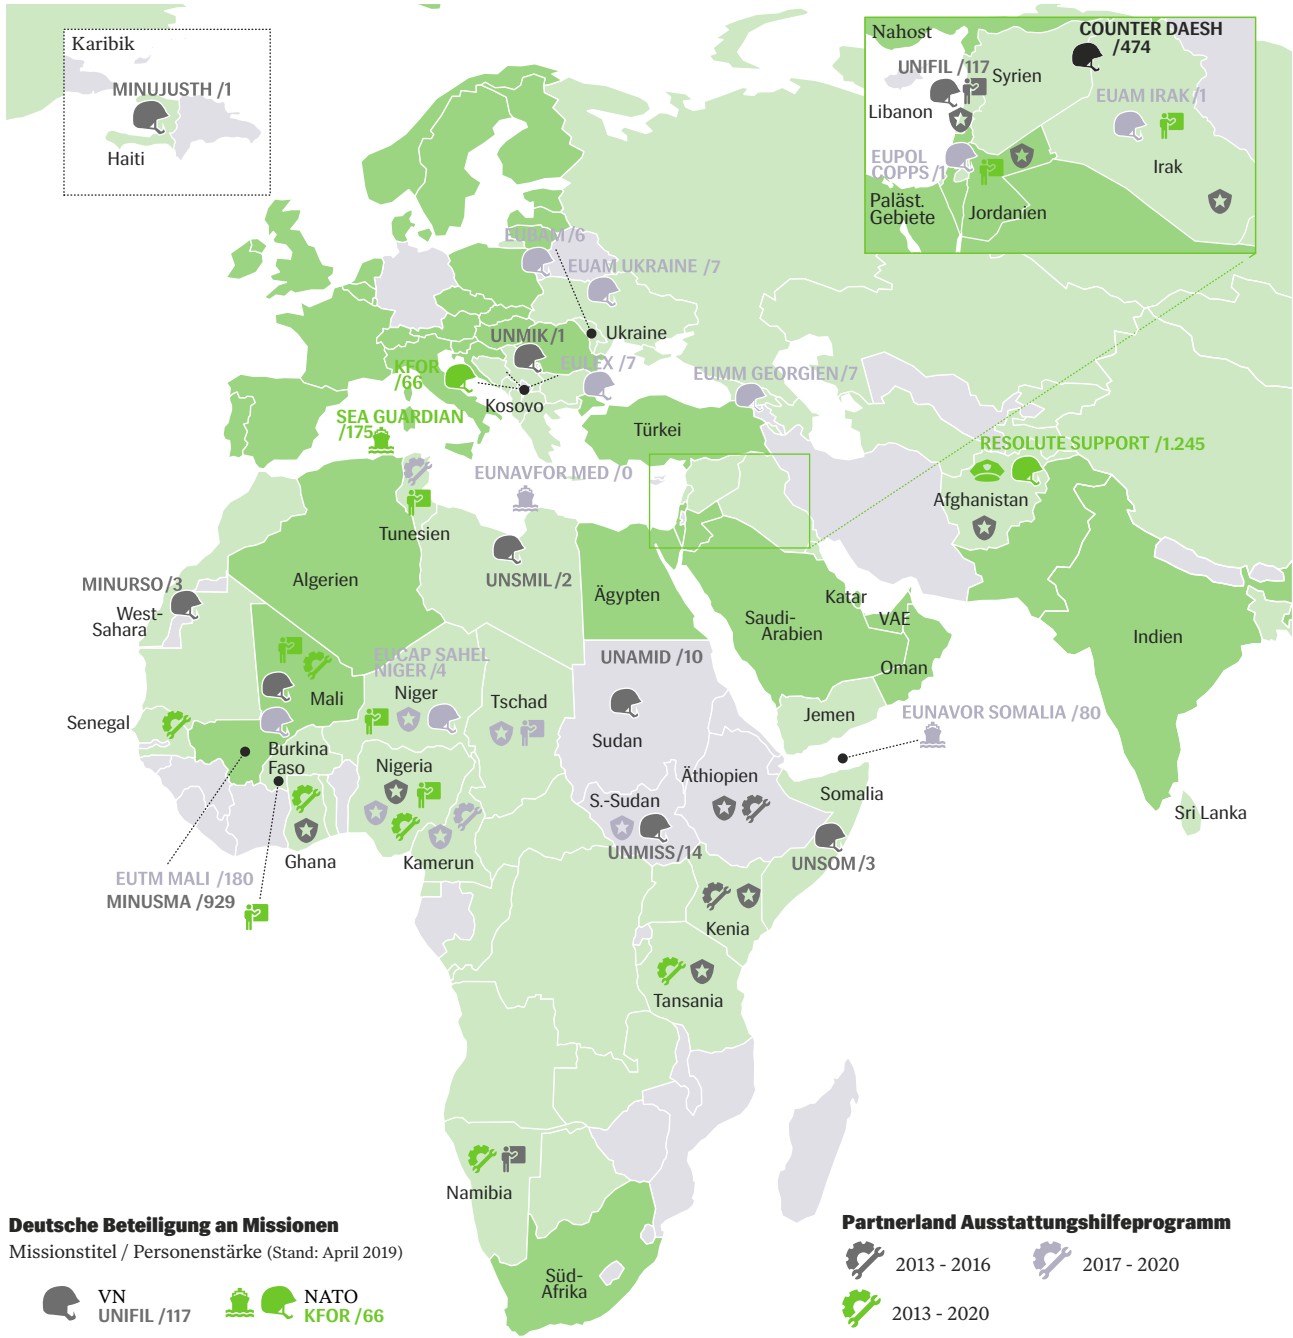 Karibik
MINUJUSTH /1
Haiti
Nahost
COUNTER DAESH
/474
UNIFIL /117
Syrien
Libanon
EUAM IRAK/1
EUPOL
COPPS /1
Irak
Paläst.
Gebiete
Jordanien
EUBAM /6
EUAM UKRAINE /7
UNMIK /1
Ukraine
KFOR
/66
EULEX /7
EUMM GEORGIEN /7
Kosovo
SEA GUARDIAN
/175
Türkei
RESOLUTE SUPPORT /1.245
EUNAVFOR MED /0
Afghanistan
Tunesien
Algerien
UNSMIL /2
Ägypten
MINURSO /3
West-
Sahara
Katar
Saudi-
Arabien
VAE
Indien
EUCAP SAHEL
NIGER /4
UNAMID /10
Oman
Mali
Niger
Tschad
Senegal
Jemen
EUNAVOR SOMALIA /80
Sudan
Burkina
Faso
Nigeria
Äthiopien
Somalia
S.-Sudan
Sri Lanka
Ghana
Kamerun
UNMISS /14
UNSOM /3
EUTM MALI /180
MINUSMA /929
Kenia
Tansania
Namibia
Süd-
Afrika
Deutsche Beteiligung an Missionen
Missionstitel / Personenstärke (Stand: April 2019)
VN
UNIFIL /117
NATO
KFOR /66
Partnerland Ausstattungshilfeprogramm
2013 - 2016
2017 - 2020
2013 - 2020